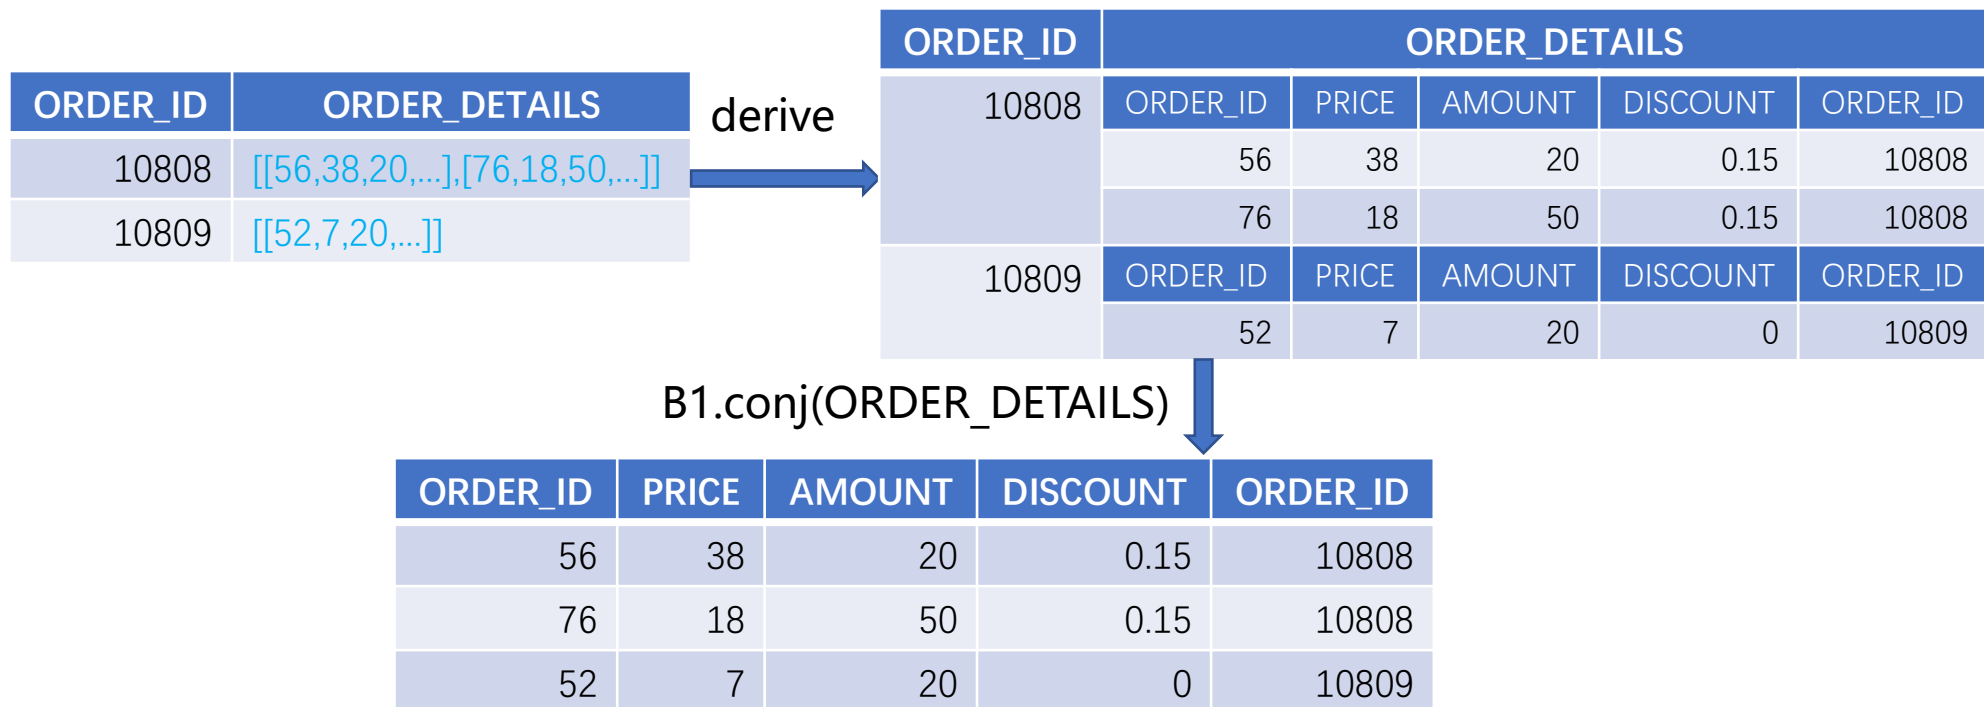 ORDER_ID ORDER_DETAILS
10808 [[56,38,20,...],[76,18,50,...]]
10809 [[52,7,20,...]]
derive
ORDER_ID ORDER_DETAILS
10808 ORDER_ID PRICE AMOUNT DISCOUNT ORDER_ID
56 38 20 0.15 10808
76 18 50 0.15 10808
10809 ORDER_ID PRICE AMOUNT DISCOUNT ORDER_ID
52 7 20 0 10809
B1.conj(ORDER_DETAILS)
ORDER_ID PRICE AMOUNT DISCOUNT ORDER_ID
56 38 20 0.15 10808
76 18 50 0.15 10808
52 7 20 0 10809